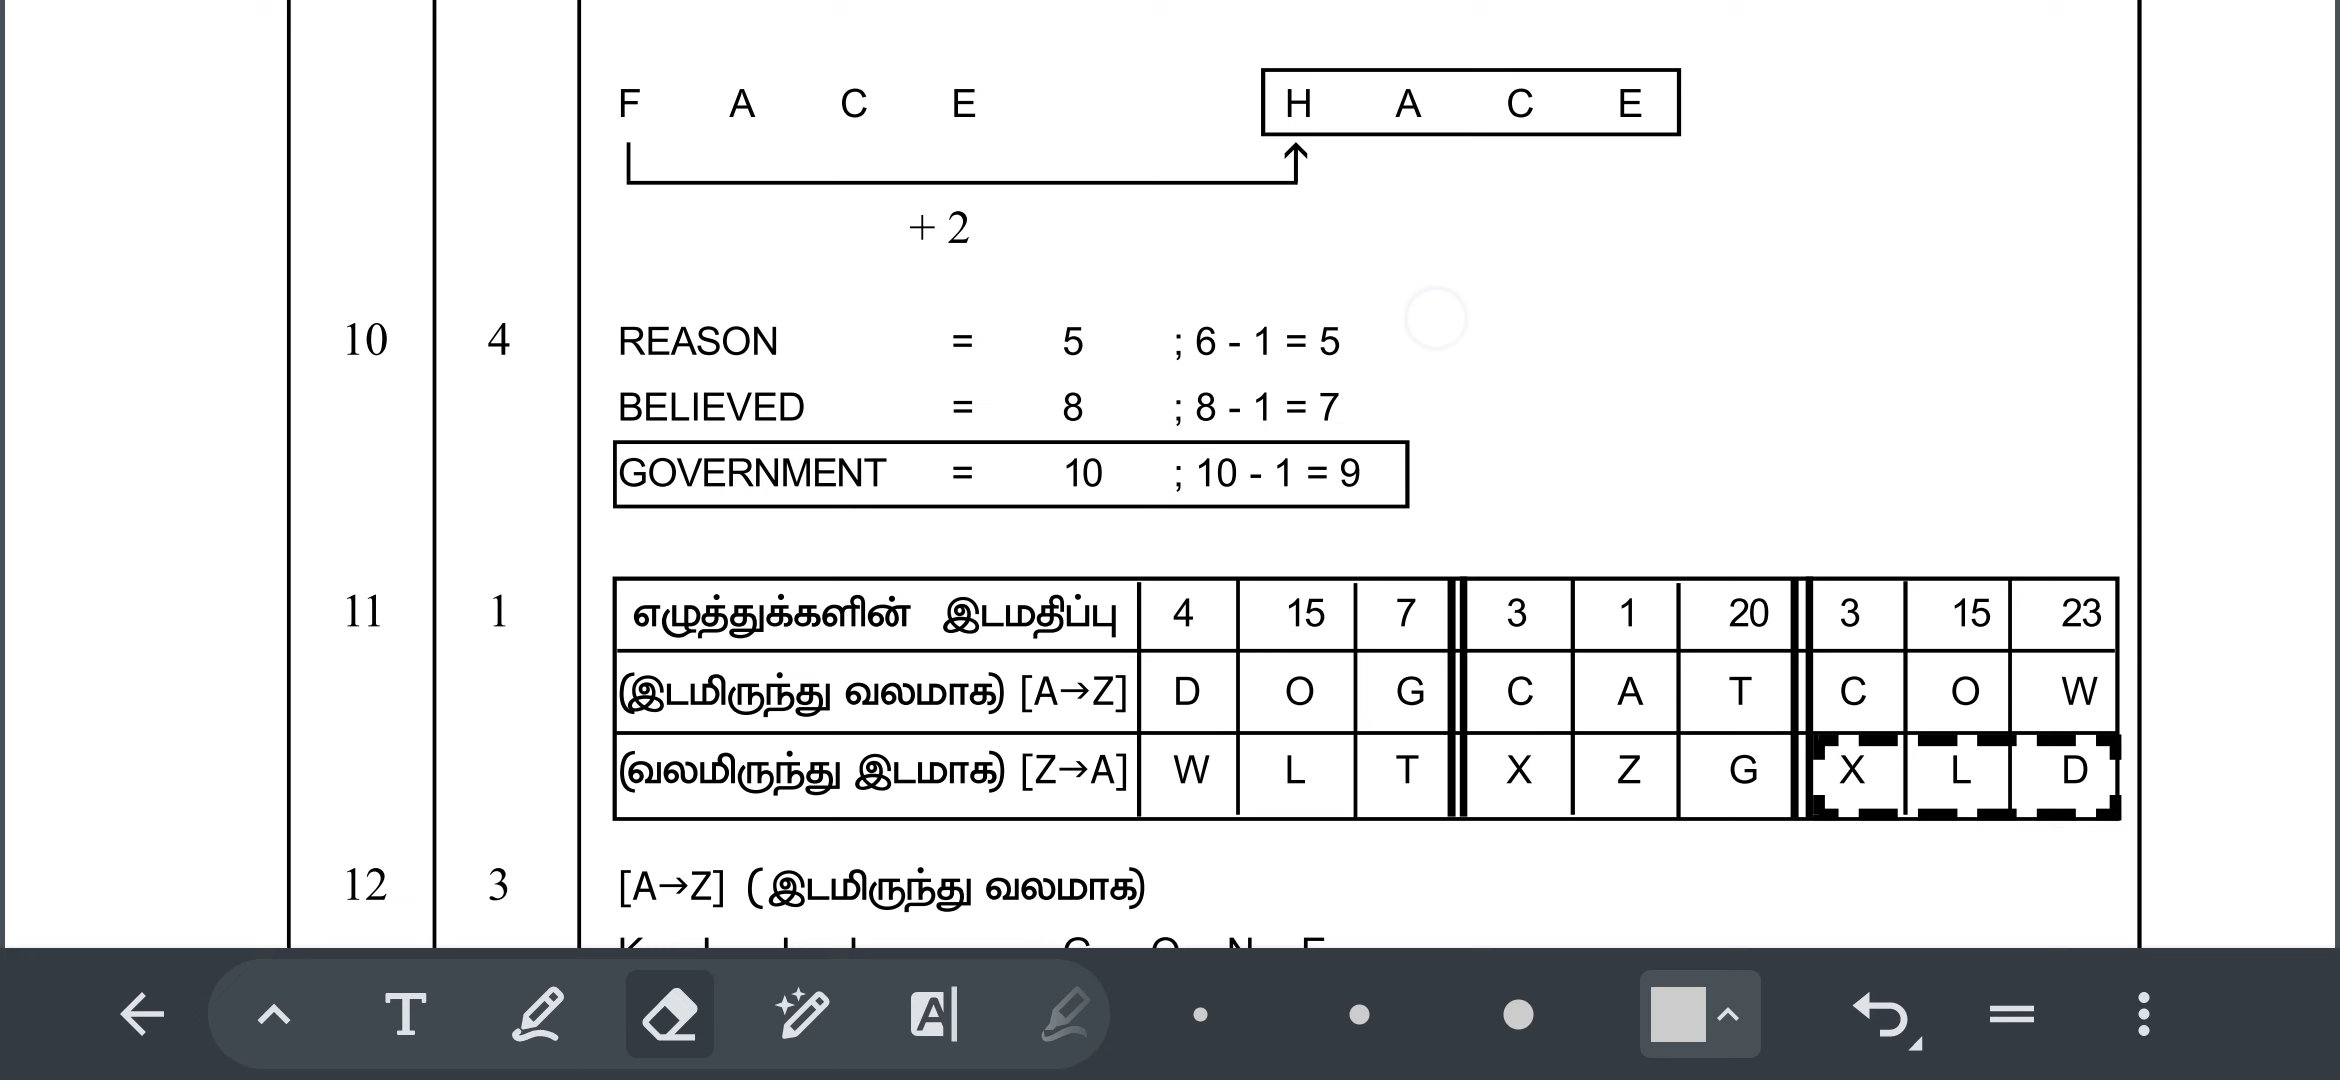 F A C E H A C E
+ 2
10 4 REASON = 5 ; 6 - 1 = 5
BELIEVED = 8 ; 8 - 1 = 7
GOVERNMENT = 10 ; 10 - 1 = 9
11 1 எழுத்துக்களின் இடமதிப்பு 4 15 7 3 1 20 3 15 23
(இடமிருந்து வலமாக) [A→Z] D O G C A T C O W
(வலமிருந்து இடமாக) [Z→A] W L T X Z G X L D
12 3 [A→Z] (இடமிருந்து வலமாக)